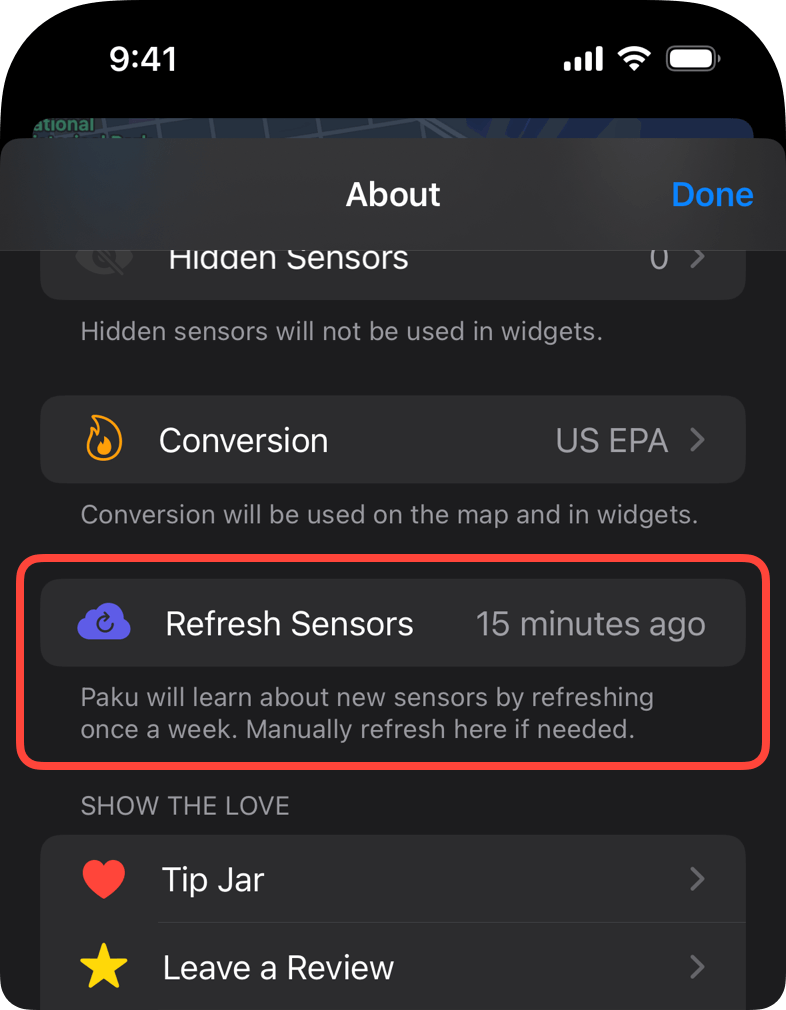 9:41
ational
About
Done
Hidden Sensors
0
Hidden sensors will not be used in widgets.
Conversion
US EPA
Conversion will be used on the map and in widgets.
Refresh Sensors
15 minutes ago
Paku will learn about new sensors by refreshing
once a week. Manually refresh here if needed.
SHOW THE LOVE
Tip Jar
Leave a Review